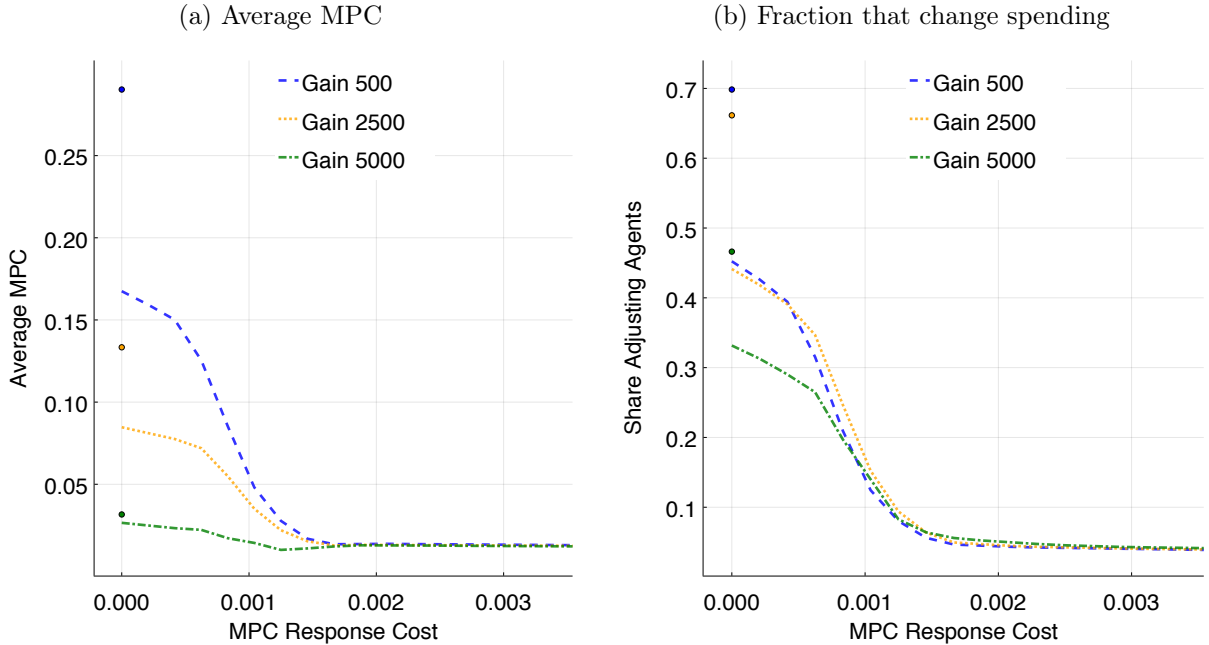 (a) Average MPC
Gain 500
Gain 2500
Gain 5000
0.25
0.20
0.15
0.10
0.05
Average MPC
0.000
0.001
0.002
0.003
MPC Response Cost
(b) Fraction that change spending
Gain 500
Gain 2500
Gain 5000
0.7
0.6
0.5
0.4
0.3
0.2
0.1
Share Adjusting Agents
0.000
0.001
0.002
0.003
MPC Response Cost